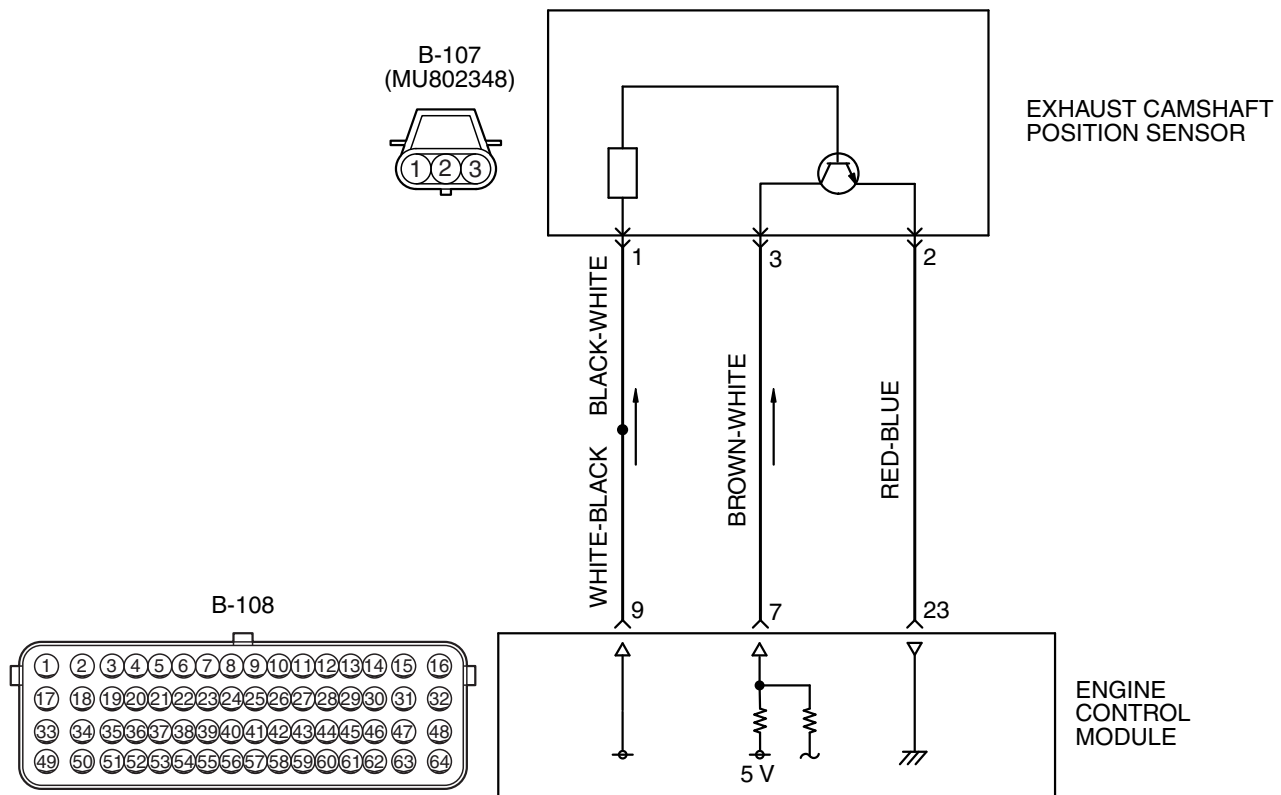 B-107
(MU802348)
1 2 3
EXHAUST CAMSHAFT
POSITION SENSOR
1
3
2
BLACK-WHITE
WHITE-BLACK
BROWN-WHITE
RED-BLUE
9
7
23
B-108
1 2 3 4 5 6 7 8 9 10 11 12 13 14 15 16
17 18 19 20 21 22 23 24 25 26 27 28 29 30 31 32
33 34 35 36 37 38 39 40 41 42 43 44 45 46 47 48
49 50 51 52 53 54 55 56 57 58 59 60 61 62 63 64
5 V
ENGINE
CONTROL
MODULE